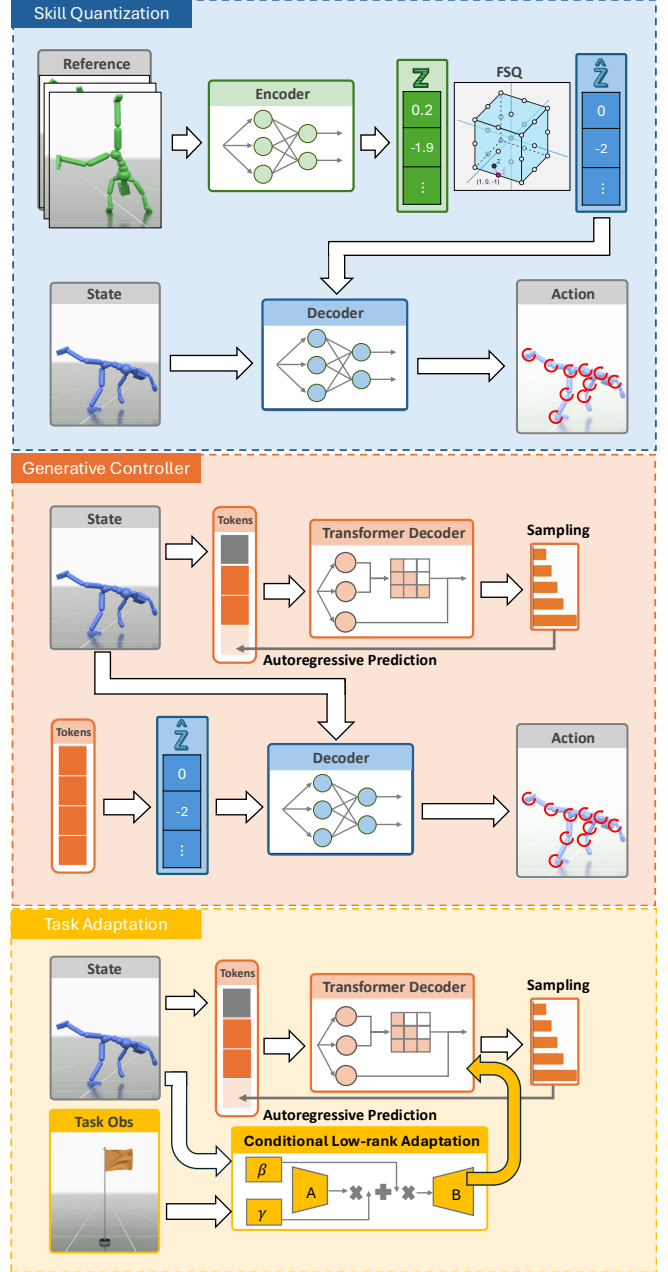 Skill Quantization
Reference
Encoder
Z
FSQ
Ẑ
0.2
-1.9
⋮
(1, 0, -1)
0
-2
⋮
State
Decoder
Action
Generative Controller
State
Tokens
Transformer Decoder
Sampling
Autoregressive Prediction
Tokens
Ẑ
0
-2
⋮
Decoder
Action
Task Adaptation
State
Tokens
Transformer Decoder
Sampling
Autoregressive Prediction
Task Obs
Conditional Low-rank Adaptation
β
A
B
γ